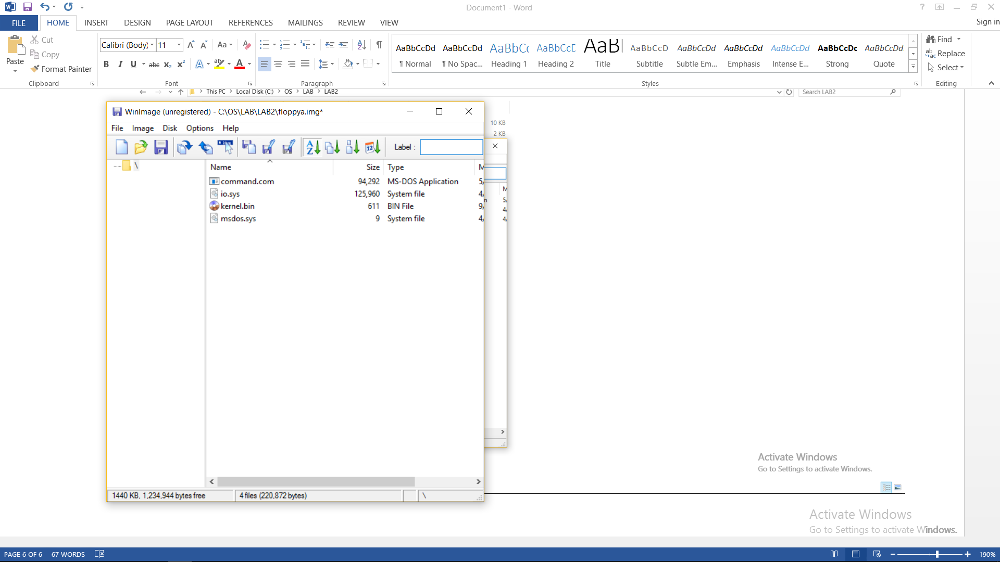 Document1 - Word
FILE HOME INSERT DESIGN PAGE LAYOUT REFERENCES MAILINGS REVIEW VIEW Sign in
Paste
Cut
Copy
Format Painter
Clipboard
Calibri (Body) 11
Font
Paragraph
AaBbCcDd AaBbCcDd AaBbCc AaBbCcD AaBl AaBbCcD AaBbCcDd AaBbCcDd AaBbCcDd AaBbCcDc AaBbCcDd
¶ Normal ¶ No Spac... Heading 1 Heading 2 Title Subtitle Subtle Em... Emphasis Intense E... Strong Quote
Styles
Find
Replace
Select
Editing
This PC > Local Disk (C:) > OS > LAB > LAB2
Search LAB2
10 KB
2 KB
WinImage (unregistered) - C:\OS\LAB\LAB2\floppya.img*
File Image Disk Options Help
Label :
\
Name Size Type
command.com 94,292 MS-DOS Application 5/
io.sys 125,960 System file 4/
kernel.bin 611 BIN File 9/
msdos.sys 9 System file 4/
1440 KB, 1,234,944 bytes free 4 files (220,872 bytes) \
Activate Windows
Go to Settings to activate Windows.
Activate Windows
Go to Settings to activate Windows.
PAGE 6 OF 6 67 WORDS 190%